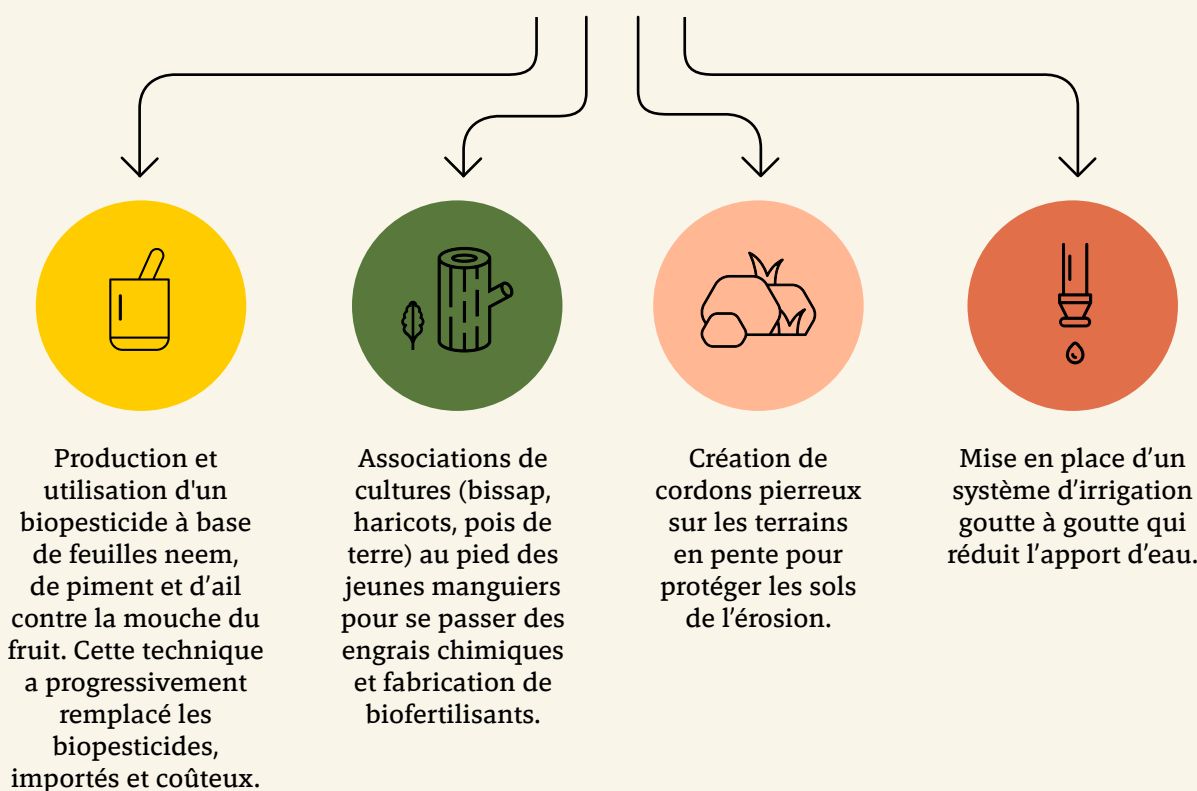 Production et
utilisation d'un
biopesticide à base
de feuilles neem,
de piment et d’ail
contre la mouche du
fruit. Cette technique
a progressivement
remplacé les
biopesticides,
importés et coûteux.
Associations de
cultures (bissap,
haricots, pois de
terre) au pied des
jeunes manguiers
pour se passer des
engrais chimiques
et fabrication de
biofertilisants.
Création de
cordons pierreux
sur les terrains
en pente pour
protéger les sols
de l’érosion.
Mise en place d’un
système d’irrigation
goutte à goutte qui
réduit l’apport d’eau.